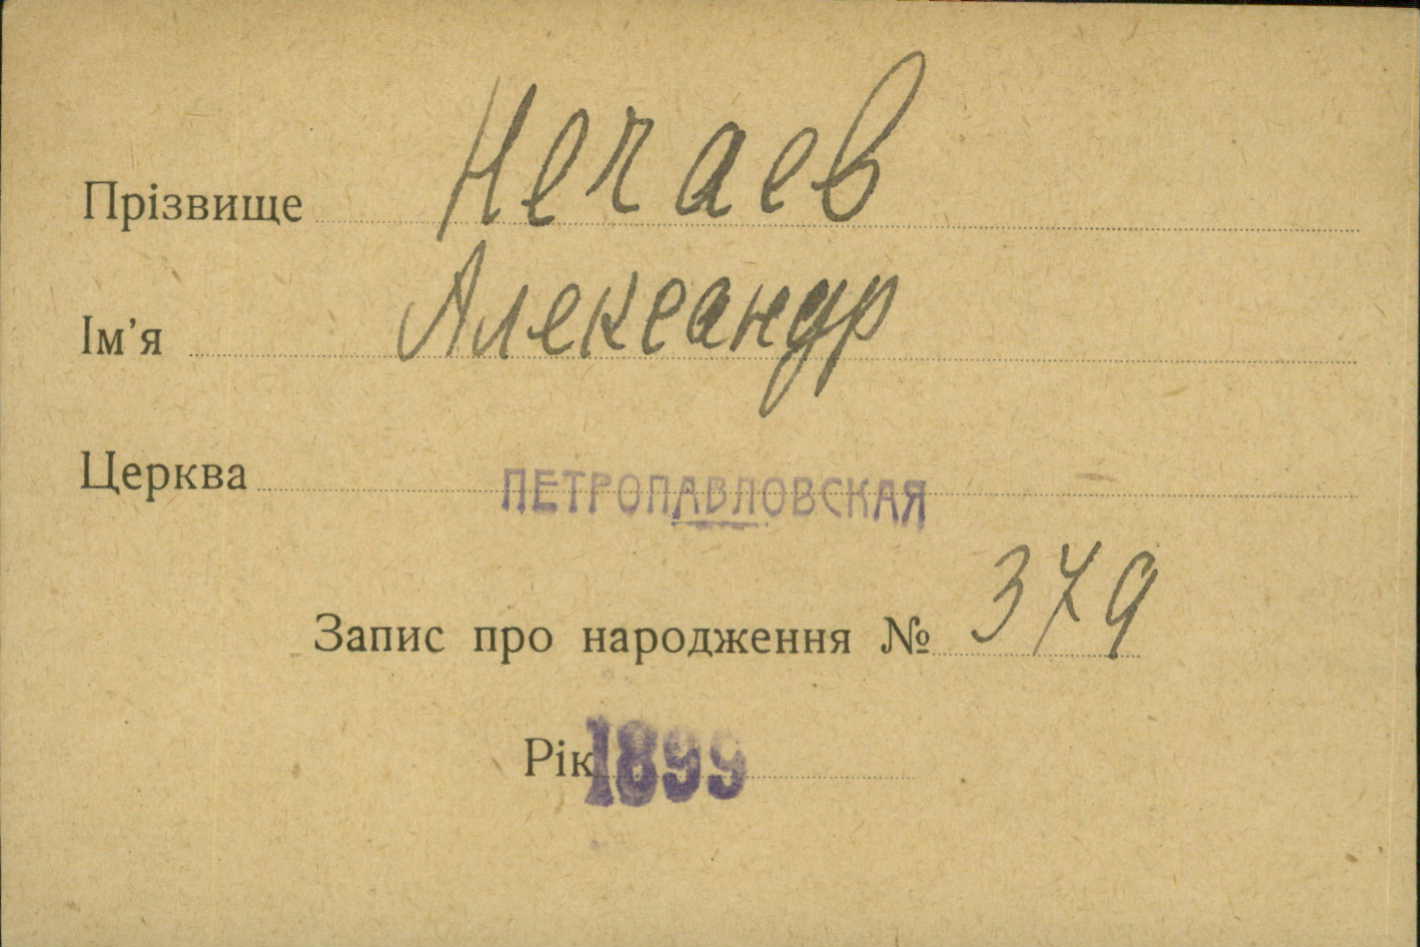 Прізвище Нечаев
Ім'я Александр
Церква ПЕТРОПАВЛОВСКАЯ
Запис про народження № 379
Рік 1899